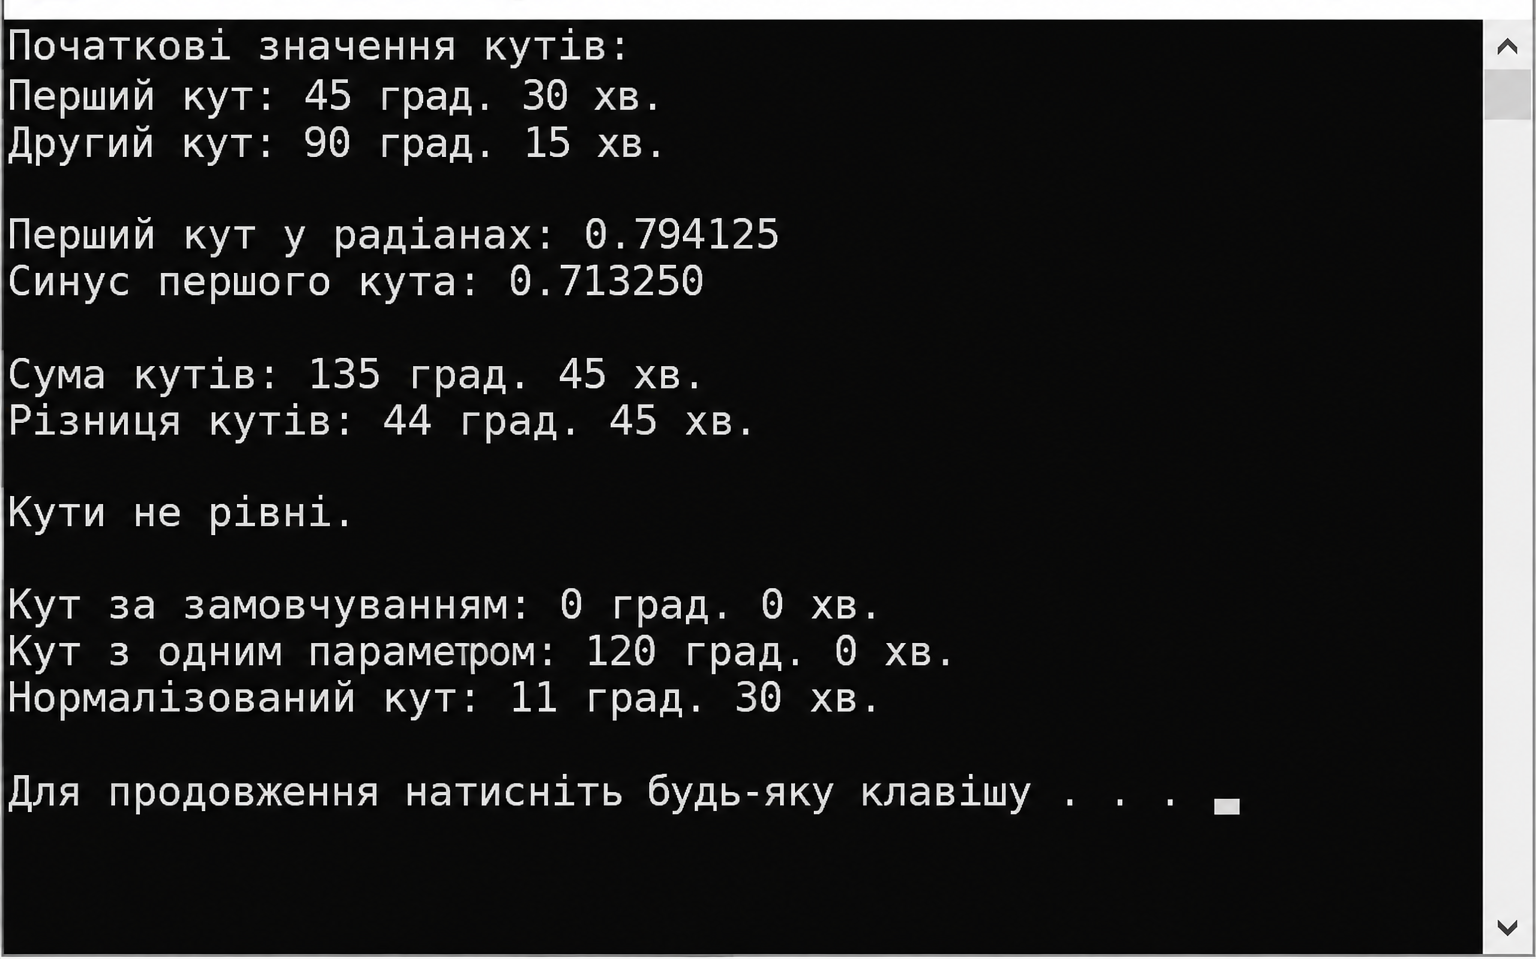 Початкові значення кутів:
Перший кут: 45 град. 30 хв.
Другий кут: 90 град. 15 хв.
Перший кут у радіанах: 0.794125
Синус першого кута: 0.713250
Сума кутів: 135 град. 45 хв.
Різниця кутів: 44 град. 45 хв.
Кути не рівні.
Кут за замовчуванням: 0 град. 0 хв.
Кут з одним параметром: 120 град. 0 хв.
Нормалізований кут: 11 град. 30 хв.
Для продовження натисніть будь-яку клавішу . . .